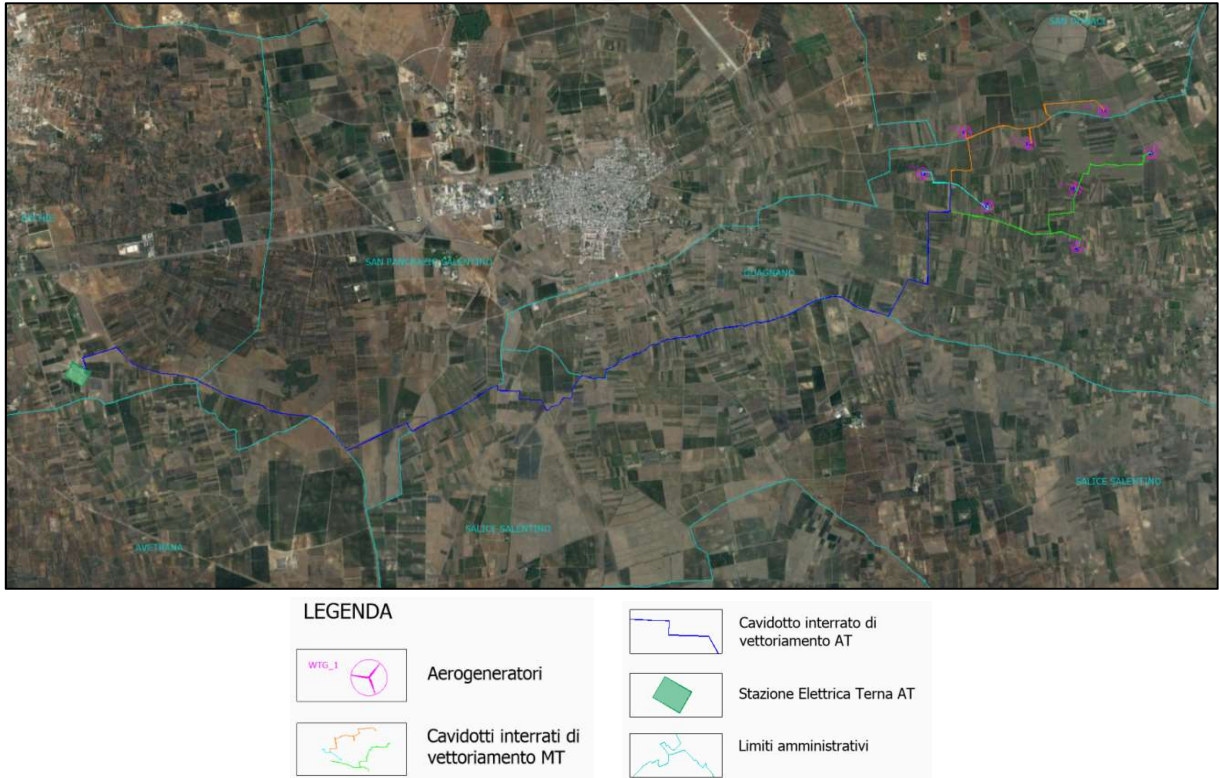 SAN DONACI
SAN PANCRAZIO SALENTINO
GUAGNANO
SALICE SALENTINO
SALICE SALENTINO
AVETRANA
LEGENDA
WTG_1
Aerogeneratori
Cavidotti interrati di
vettoriamento MT
Cavidotto interrato di
vettoriamento AT
Stazione Elettrica Terna AT
Limiti amministrativi